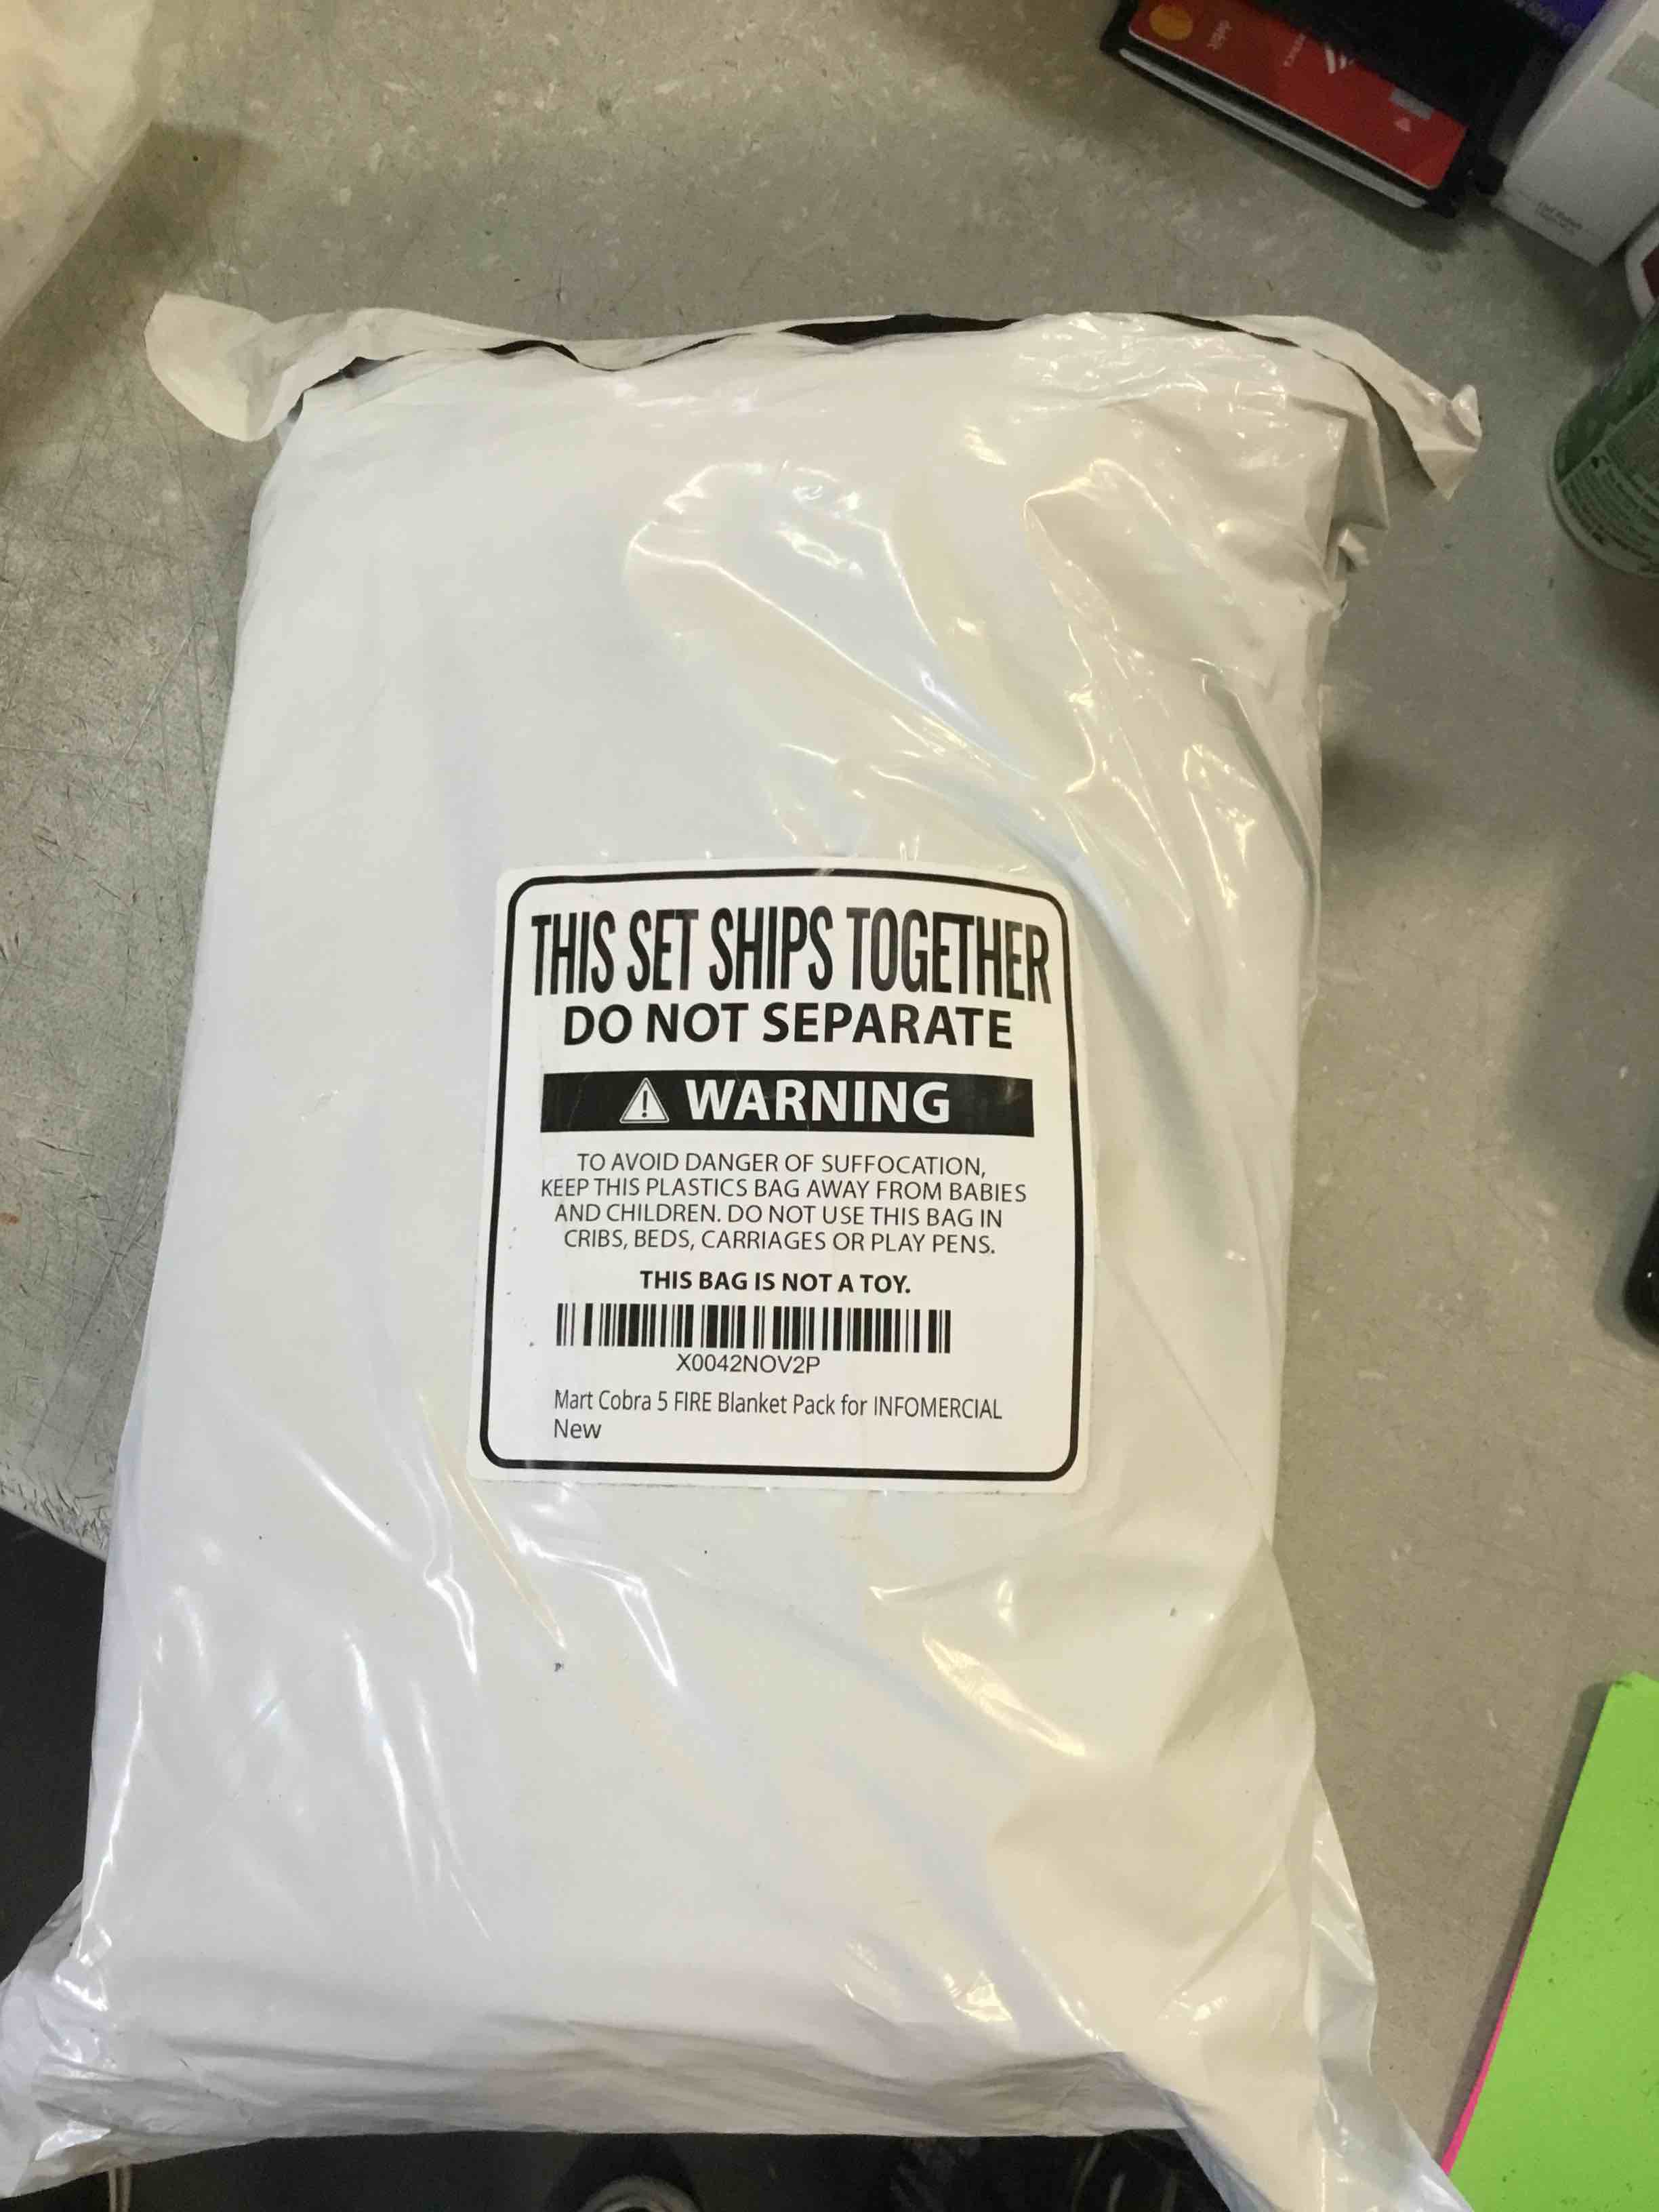 THIS SET SHIPS TOGETHER
DO NOT SEPARATE
WARNING
TO AVOID DANGER OF SUFFOCATION,
KEEP THIS PLASTICS BAG AWAY FROM BABIES
AND CHILDREN. DO NOT USE THIS BAG IN
CRIBS, BEDS, CARRIAGES OR PLAY PENS.
THIS BAG IS NOT A TOY.
X0042NOV2P
Mart Cobra 5 FIRE Blanket Pack for INFOMERCIAL
New